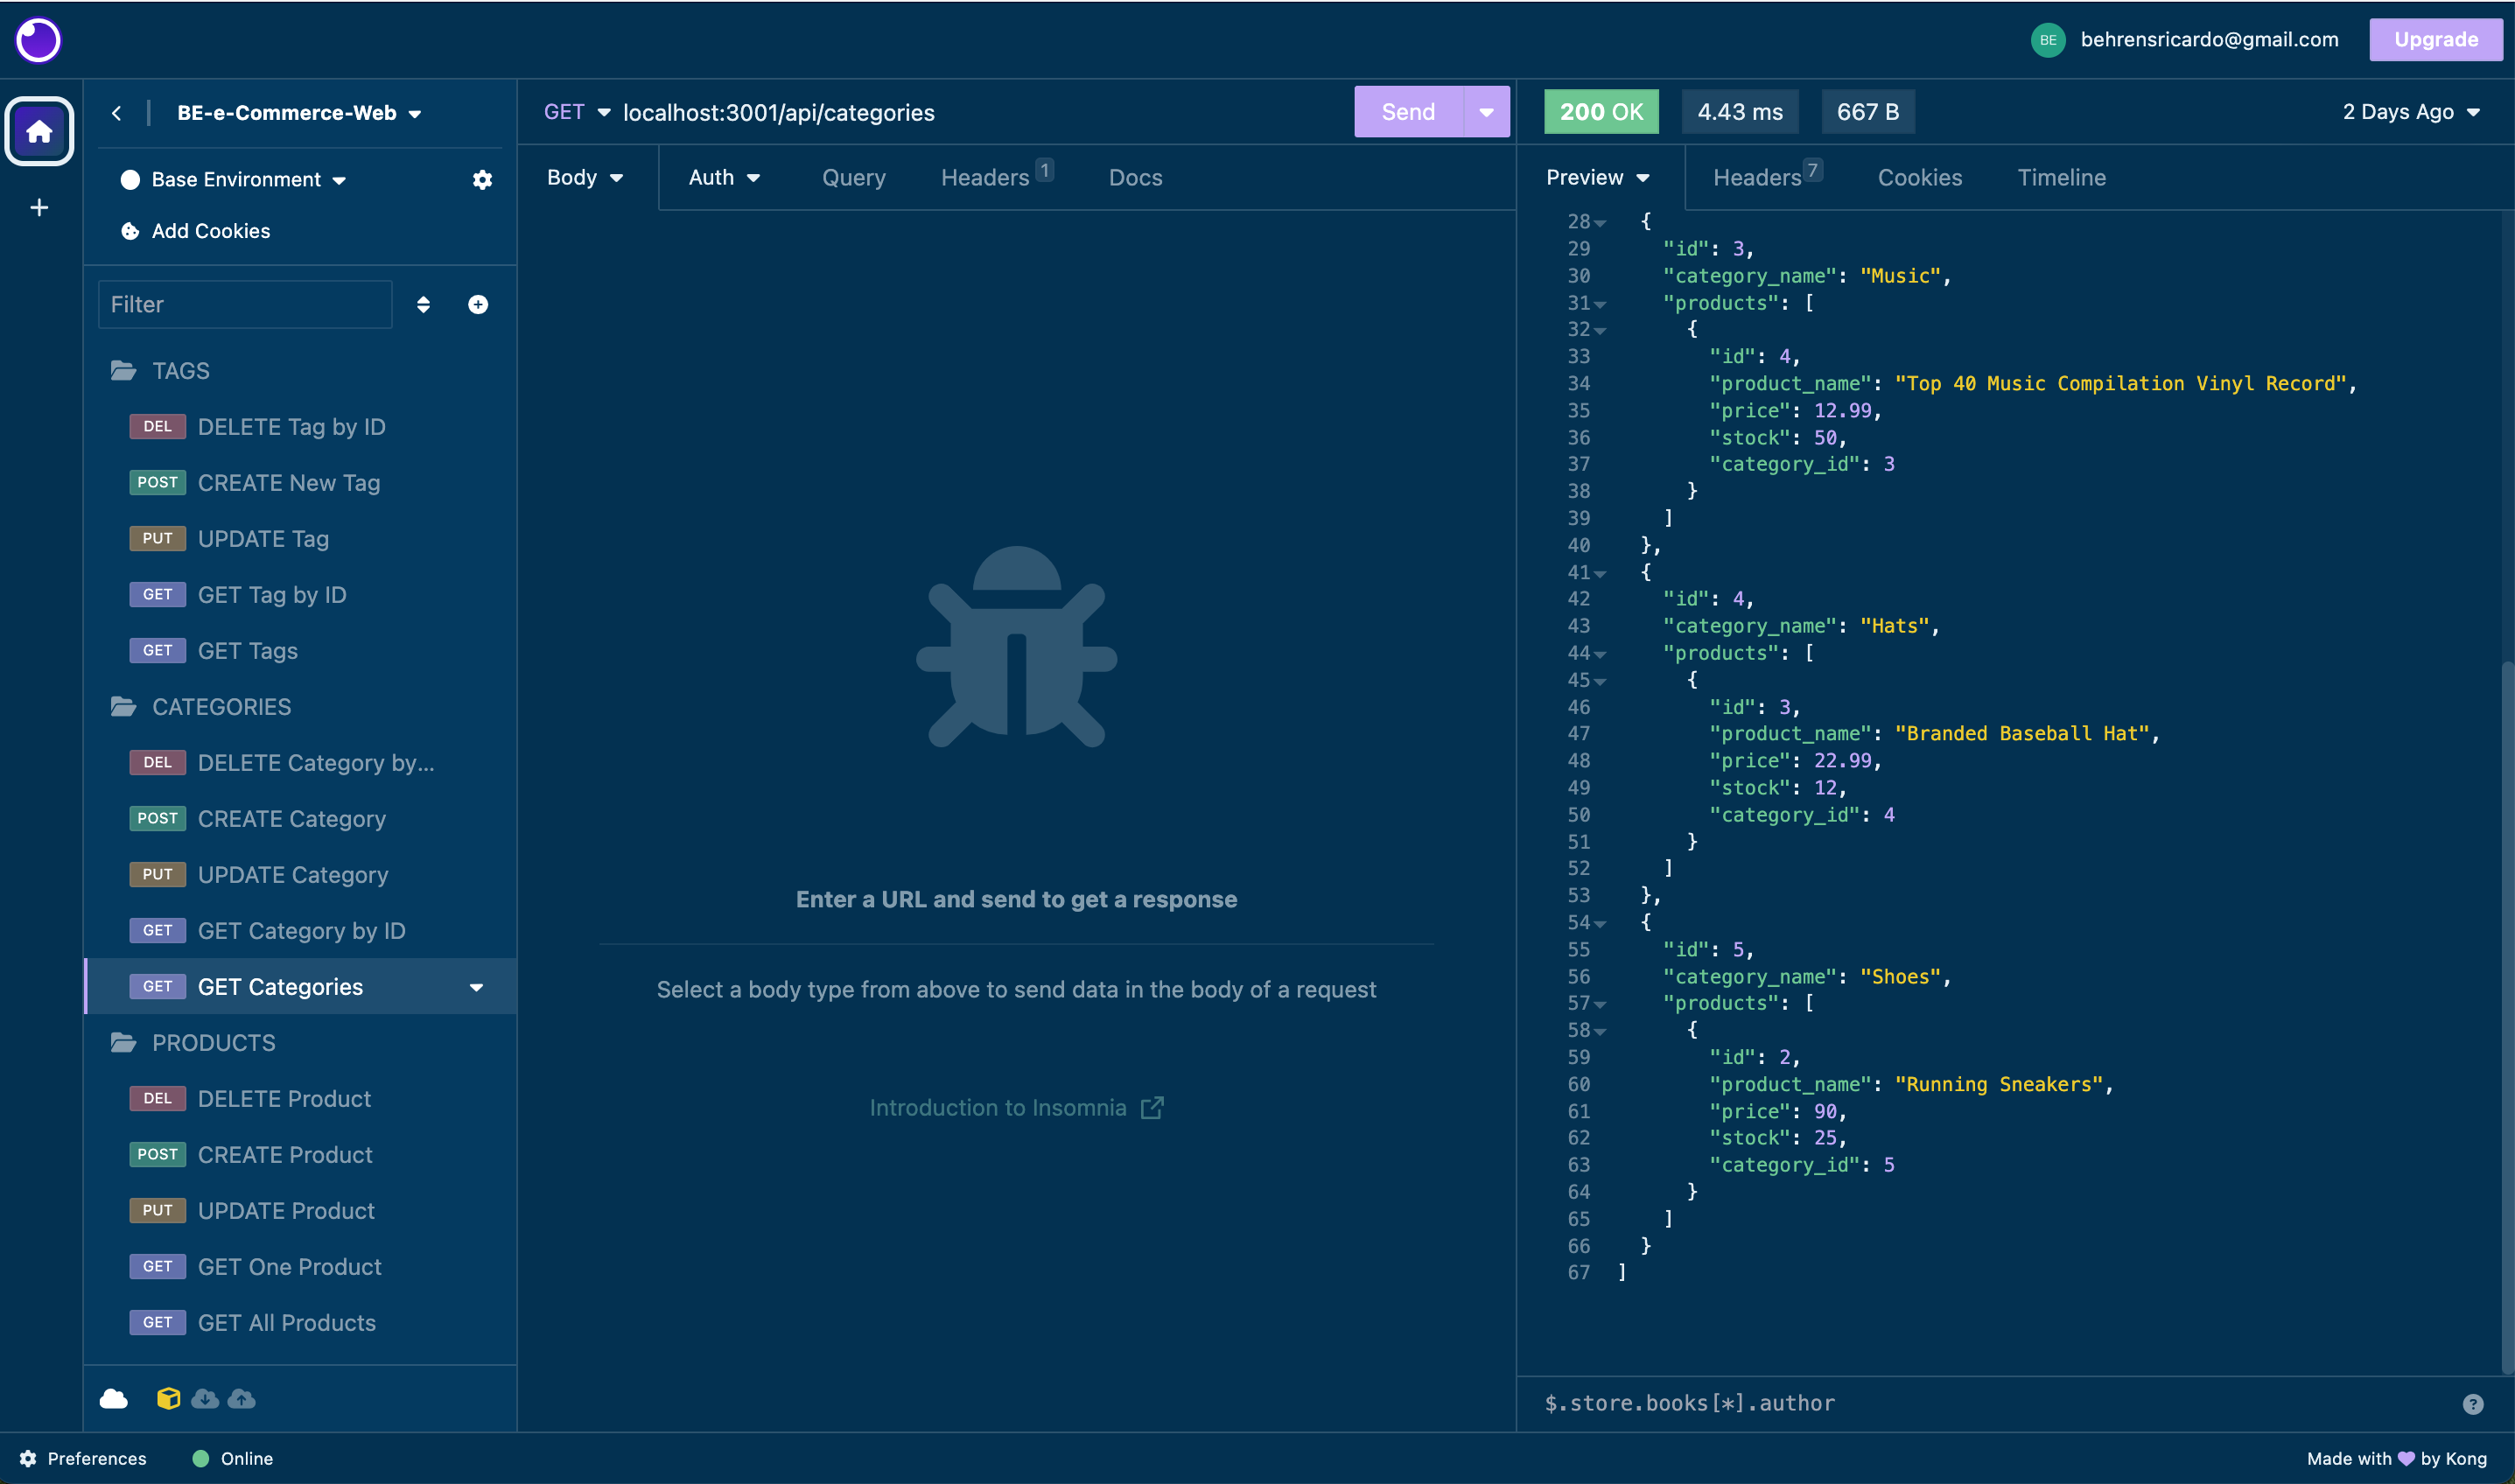 BE behrensricardo@gmail.com Upgrade
BE-e-Commerce-Web
Base Environment
Add Cookies
Filter
TAGS
DEL DELETE Tag by ID
POST CREATE New Tag
PUT UPDATE Tag
GET GET Tag by ID
GET GET Tags
CATEGORIES
DEL DELETE Category by...
POST CREATE Category
PUT UPDATE Category
GET GET Category by ID
GET GET Categories
PRODUCTS
DEL DELETE Product
POST CREATE Product
PUT UPDATE Product
GET GET One Product
GET GET All Products
GET localhost:3001/api/categories Send
Body Auth Query Headers 1 Docs
Enter a URL and send to get a response
Select a body type from above to send data in the body of a request
Introduction to Insomnia
200 OK 4.43 ms 667 B 2 Days Ago
Preview Headers 7 Cookies Timeline
28 {
29 "id": 3,
30 "category_name": "Music",
31 "products": [
32 {
33 "id": 4,
34 "product_name": "Top 40 Music Compilation Vinyl Record",
35 "price": 12.99,
36 "stock": 50,
37 "category_id": 3
38 }
39 ]
40 },
41 {
42 "id": 4,
43 "category_name": "Hats",
44 "products": [
45 {
46 "id": 3,
47 "product_name": "Branded Baseball Hat",
48 "price": 22.99,
49 "stock": 12,
50 "category_id": 4
51 }
52 ]
53 },
54 {
55 "id": 5,
56 "category_name": "Shoes",
57 "products": [
58 {
59 "id": 2,
60 "product_name": "Running Sneakers",
61 "price": 90,
62 "stock": 25,
63 "category_id": 5
64 }
65 ]
66 }
67 ]
$.store.books[*].author
Preferences Online Made with 💜 by Kong